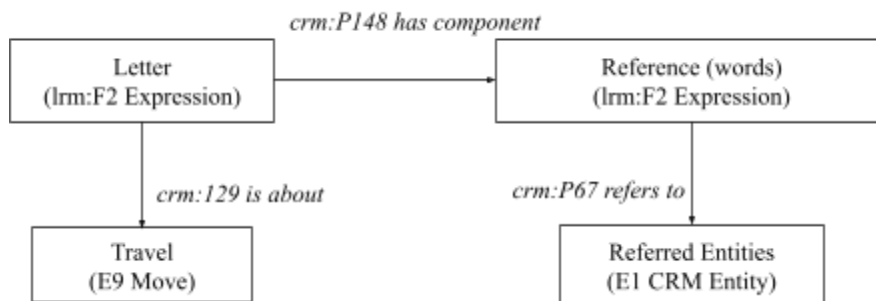 crm:P148 has component
Letter
(lrm:F2 Expression)
Reference (words)
(lrm:F2 Expression)
crm:129 is about
crm:P67 refers to
Travel
(E9 Move)
Referred Entities
(E1 CRM Entity)